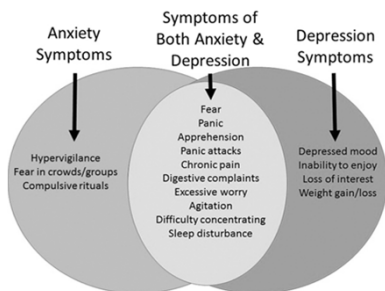 Anxiety
Symptoms
Symptoms of
Both Anxiety &
Depression
Depression
Symptoms
Hypervigilance
Fear in crowds/groups
Compulsive rituals
Fear
Panic
Apprehension
Panic attacks
Chronic pain
Digestive complaints
Excessive worry
Agitation
Difficulty concentrating
Sleep disturbance
Depressed mood
Inability to enjoy
Loss of interest
Weight gain/loss